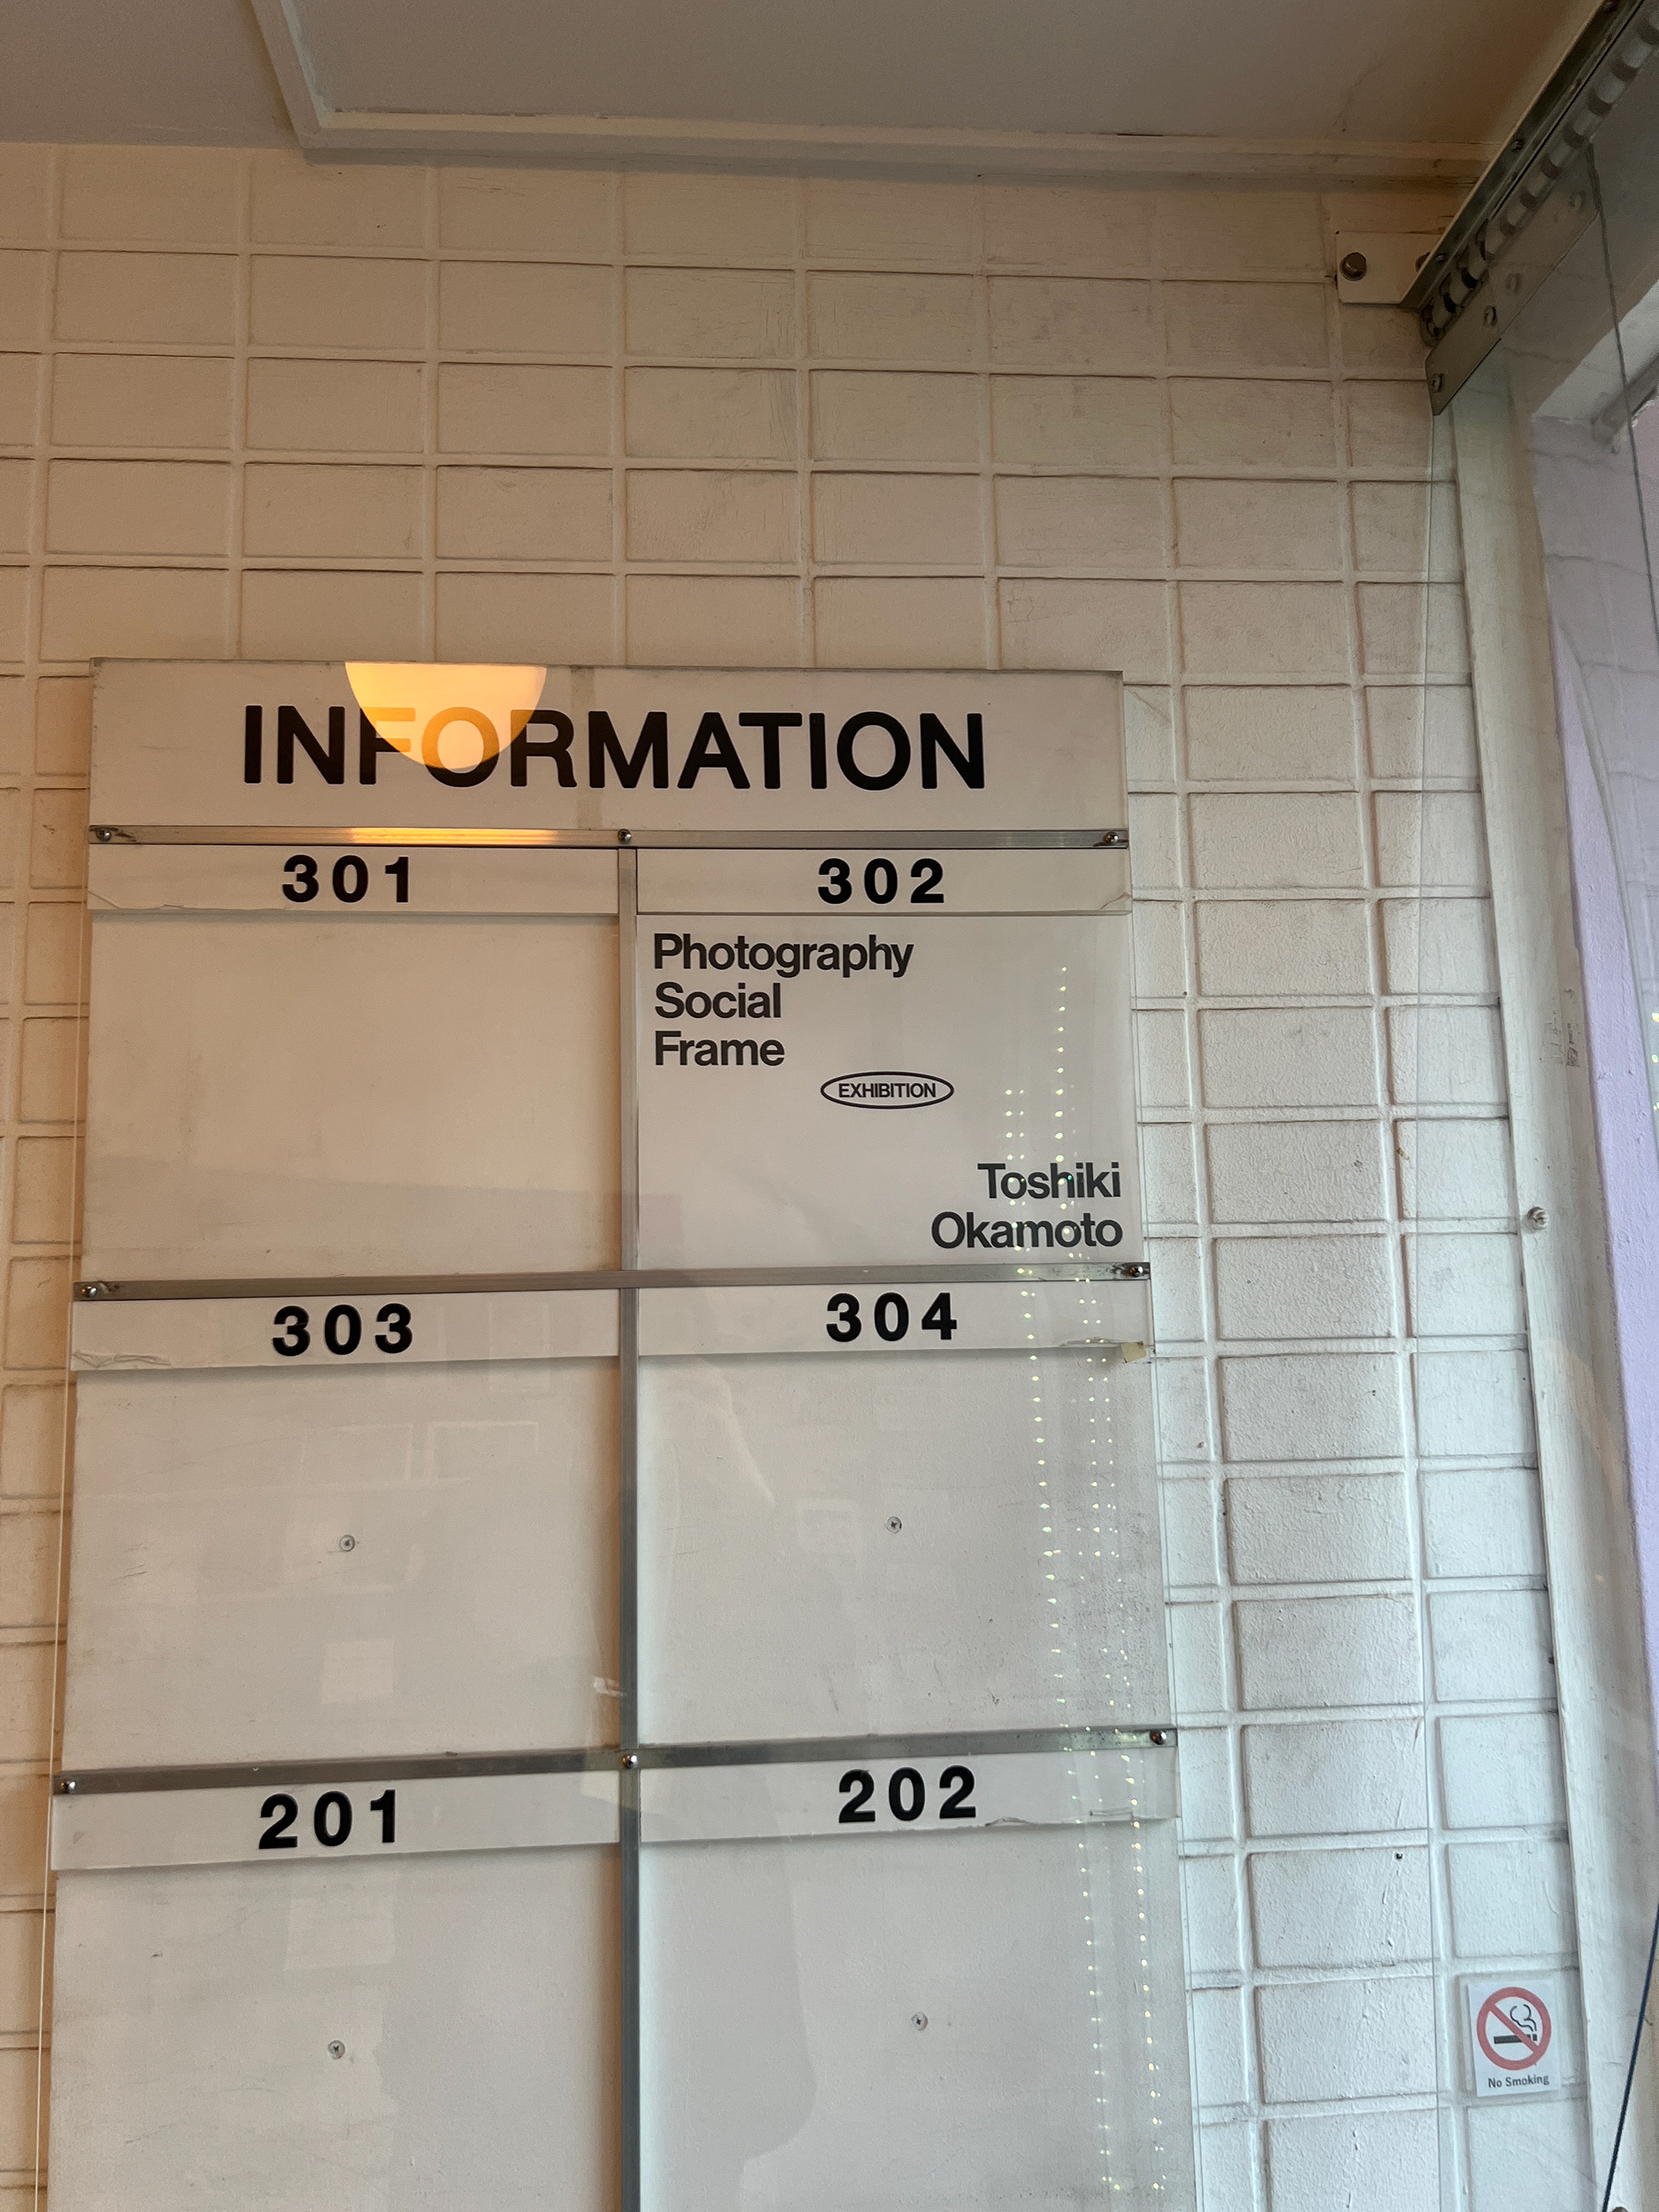 INFORMATION
301
302
Photography
Social
Frame
EXHIBITION
Toshiki
Okamoto
303
304
201
202
No Smoking